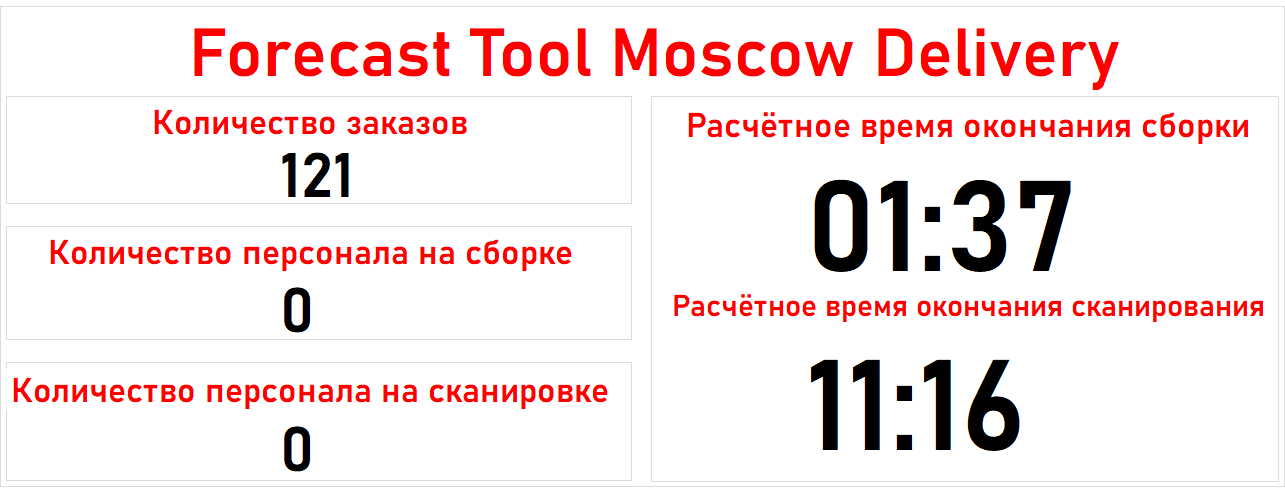 Forecast Tool Moscow Delivery
Количество заказов
121
Количество персонала на сборке
0
Количество персонала на сканировке
0
Расчётное время окончания сборки
01:37
Расчётное время окончания сканирования
11:16